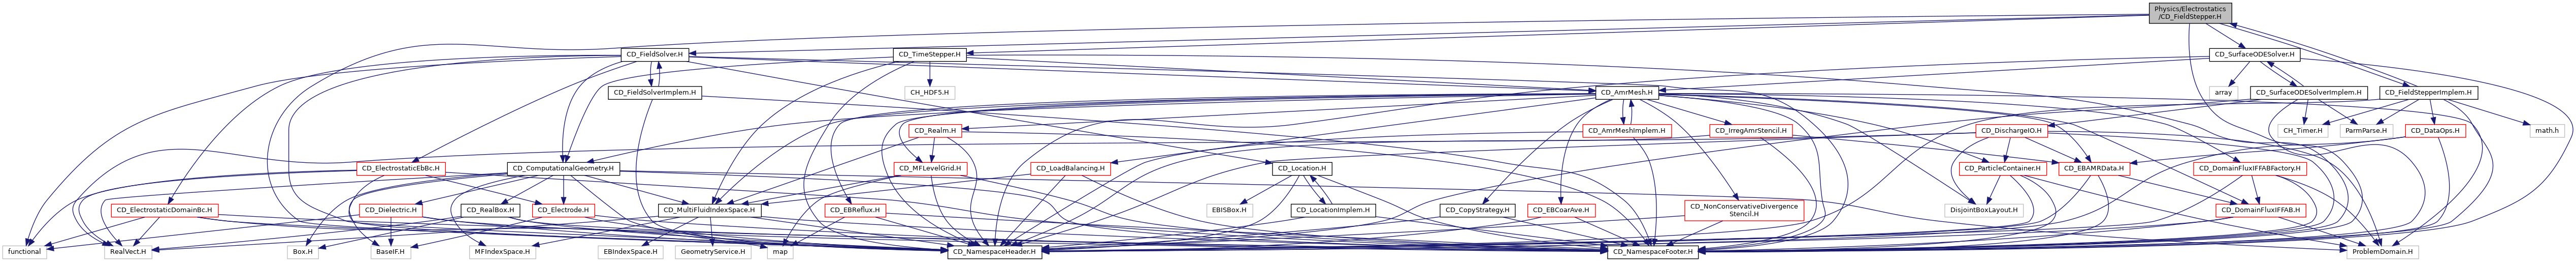 Physics/Electrostatics
/CD_FieldStepper.H
CD_FieldSolver.H
CD_TimeStepper.H
CD_SurfaceODESolver.H
CD_FieldSolverImplem.H
CH_HDF5.H
CD_AmrMesh.H
array
CD_SurfaceODESolverImplem.H
CD_FieldStepperImplem.H
CD_Realm.H
CD_AmrMeshImplem.H
CD_IrregAmrStencil.H
CD_DischargeIO.H
CH_Timer.H
ParmParse.H
CD_DataOps.H
math.h
CD_ElectrostaticEbBc.H
CD_ComputationalGeometry.H
CD_MFLevelGrid.H
CD_LoadBalancing.H
CD_Location.H
CD_ParticleContainer.H
CD_EBAMRData.H
CD_DomainFluxIFFABFactory.H
CD_ElectrostaticDomainBc.H
CD_Dielectric.H
CD_RealBox.H
CD_Electrode.H
CD_MultiFluidIndexSpace.H
CD_EBReflux.H
EBISBox.H
CD_LocationImplem.H
CD_CopyStrategy.H
CD_EBCoarAve.H
CD_NonConservativeDivergence
Stencil.H
DisjointBoxLayout.H
CD_DomainFluxIFFAB.H
functional
RealVect.H
Box.H
BaseIF.H
MFIndexSpace.H
EBIndexSpace.H
GeometryService.H
map
CD_NamespaceHeader.H
CD_NamespaceFooter.H
ProblemDomain.H